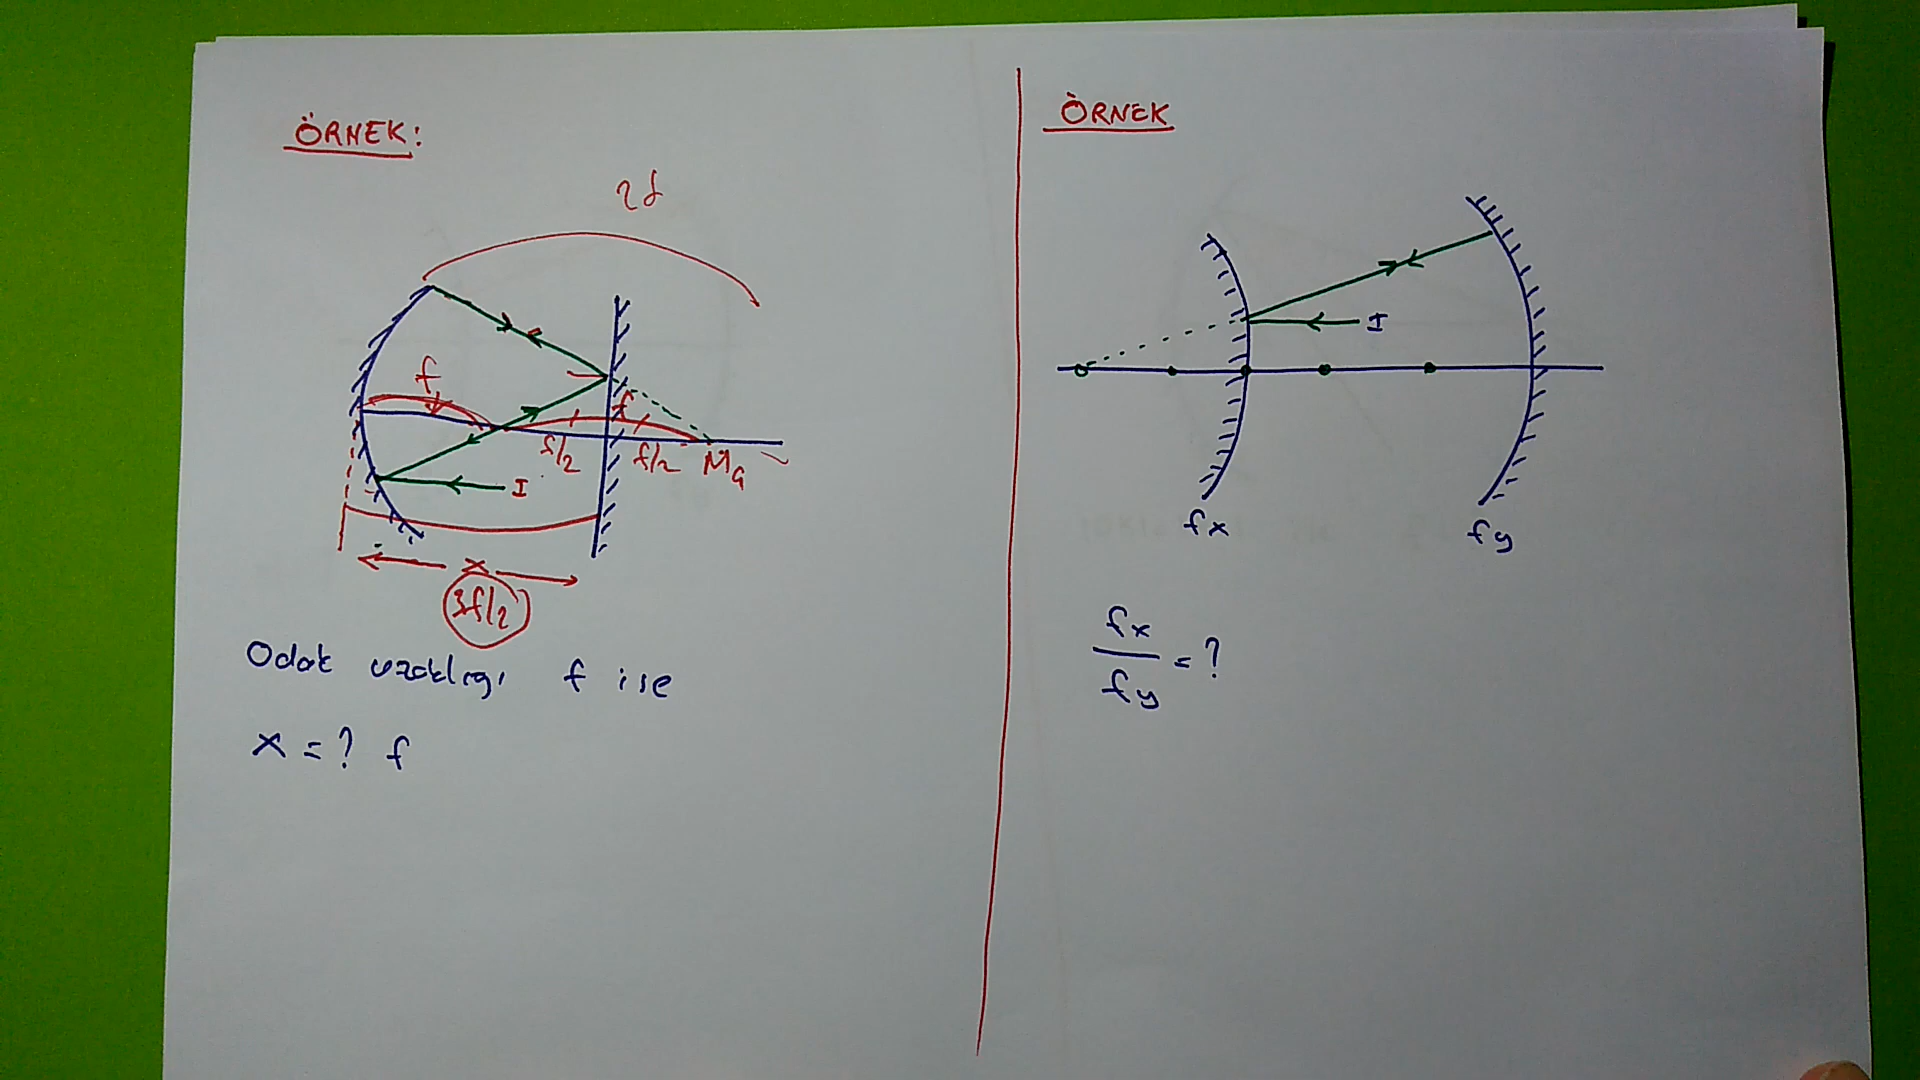 ÖRNEK:
2f
f
f
f/2
f/2
M
I
x
3f/2
Odak uzaklığı f ise
x = ? f
ÖRNEK
I
fx
fy
fx
fy
= ?